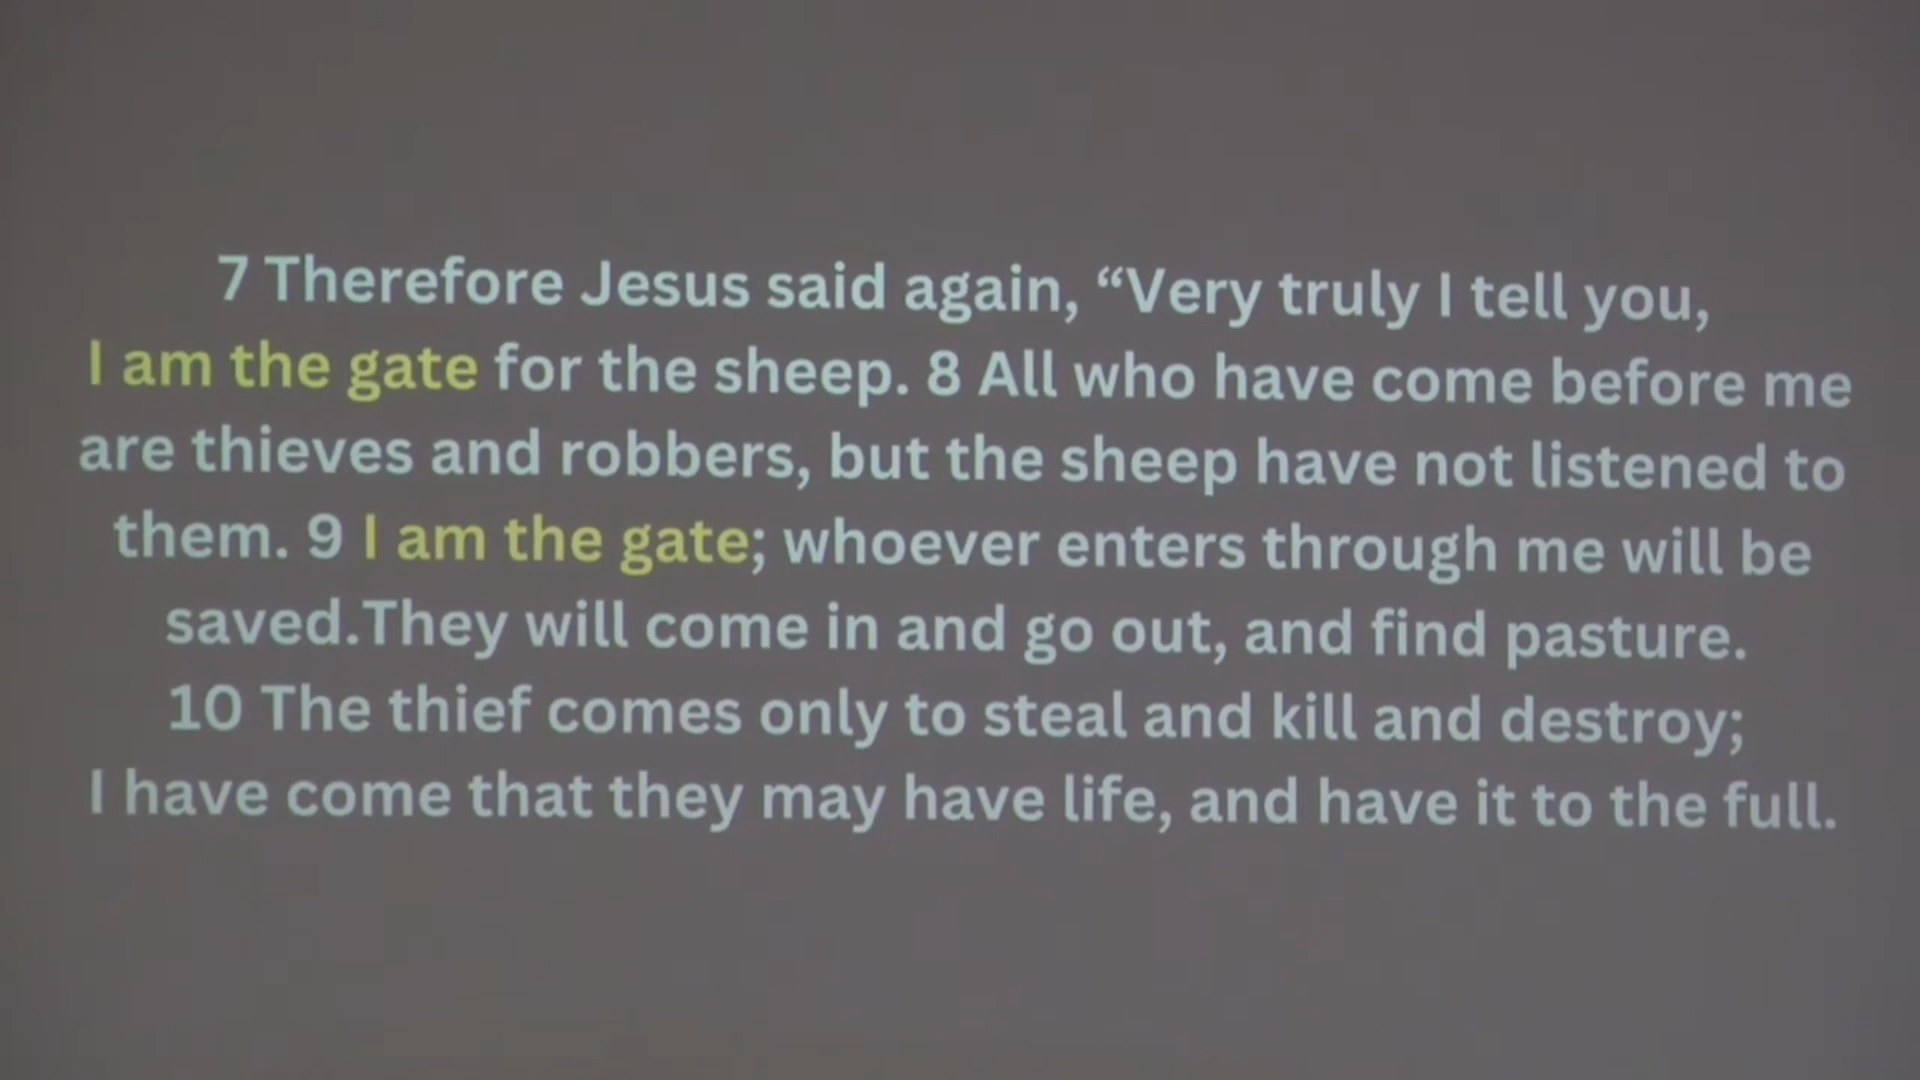 7 Therefore Jesus said again, “Very truly I tell you,
I am the gate for the sheep. 8 All who have come before me
are thieves and robbers, but the sheep have not listened to
them. 9 I am the gate; whoever enters through me will be
saved.They will come in and go out, and find pasture.
10 The thief comes only to steal and kill and destroy;
I have come that they may have life, and have it to the full.